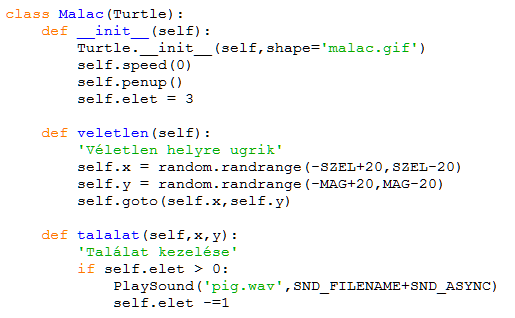 class Malac(Turtle):
    def __init__(self):
        Turtle.__init__(self,shape='malac.gif')
        self.speed(0)
        self.penup()
        self.elet = 3

    def veletlen(self):
        'Véletlen helyre ugrik'
        self.x = random.randrange(-SZEL+20,SZEL-20)
        self.y = random.randrange(-MAG+20,MAG-20)
        self.goto(self.x,self.y)

    def talalat(self,x,y):
        'Találat kezelése'
        if self.elet > 0:
            PlaySound('pig.wav',SND_FILENAME+SND_ASYNC)
            self.elet -=1